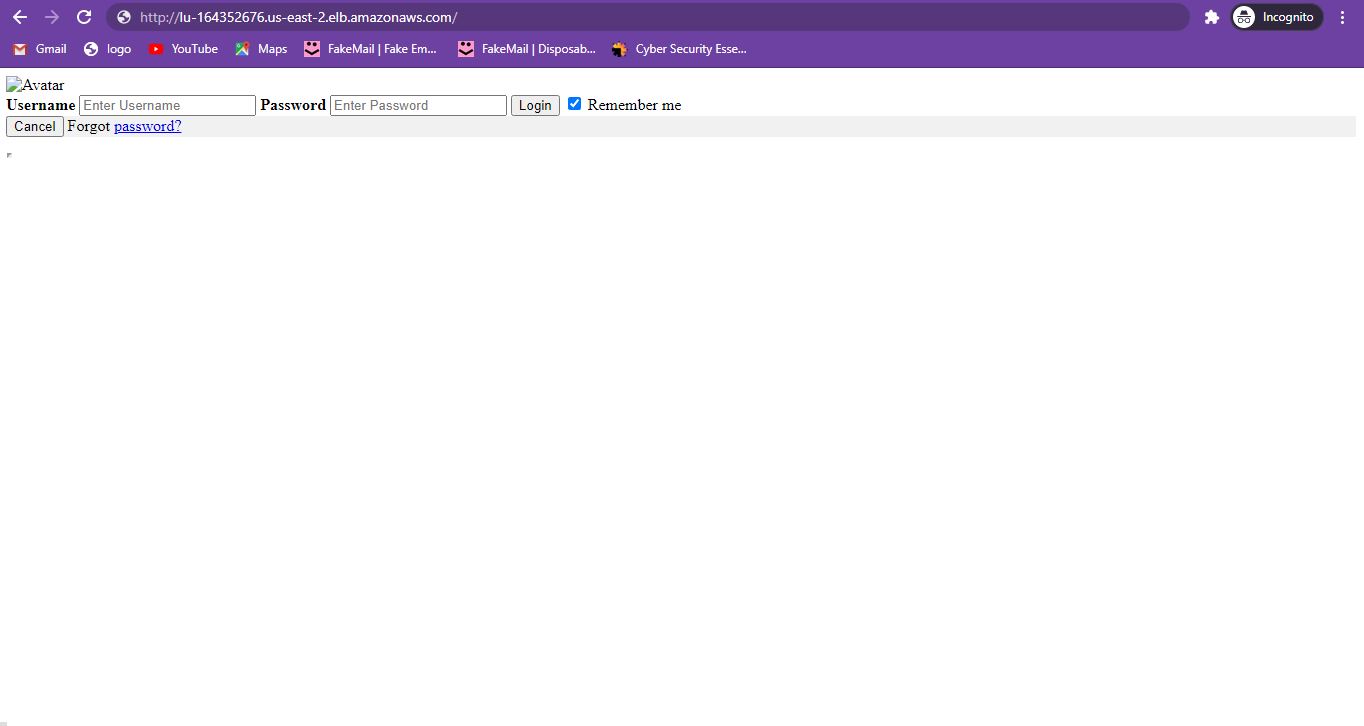 http://lu-164352676.us-east-2.elb.amazonaws.com/ Incognito
Gmail logo YouTube Maps FakeMail | Fake Em... FakeMail | Disposab... Cyber Security Esse...
Avatar
Username Enter Username Password Enter Password Login Remember me
Cancel Forgot password?